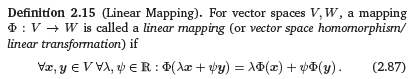 Definition 2.15 (Linear Mapping). For vector spaces V, W, a mapping
Φ : V → W is called a linear mapping (or vector space homomorphism/
linear transformation) if
∀x, y ∈ V ∀λ, ψ ∈ ℝ : Φ(λx + ψy) = λΦ(x) + ψΦ(y) . (2.87)